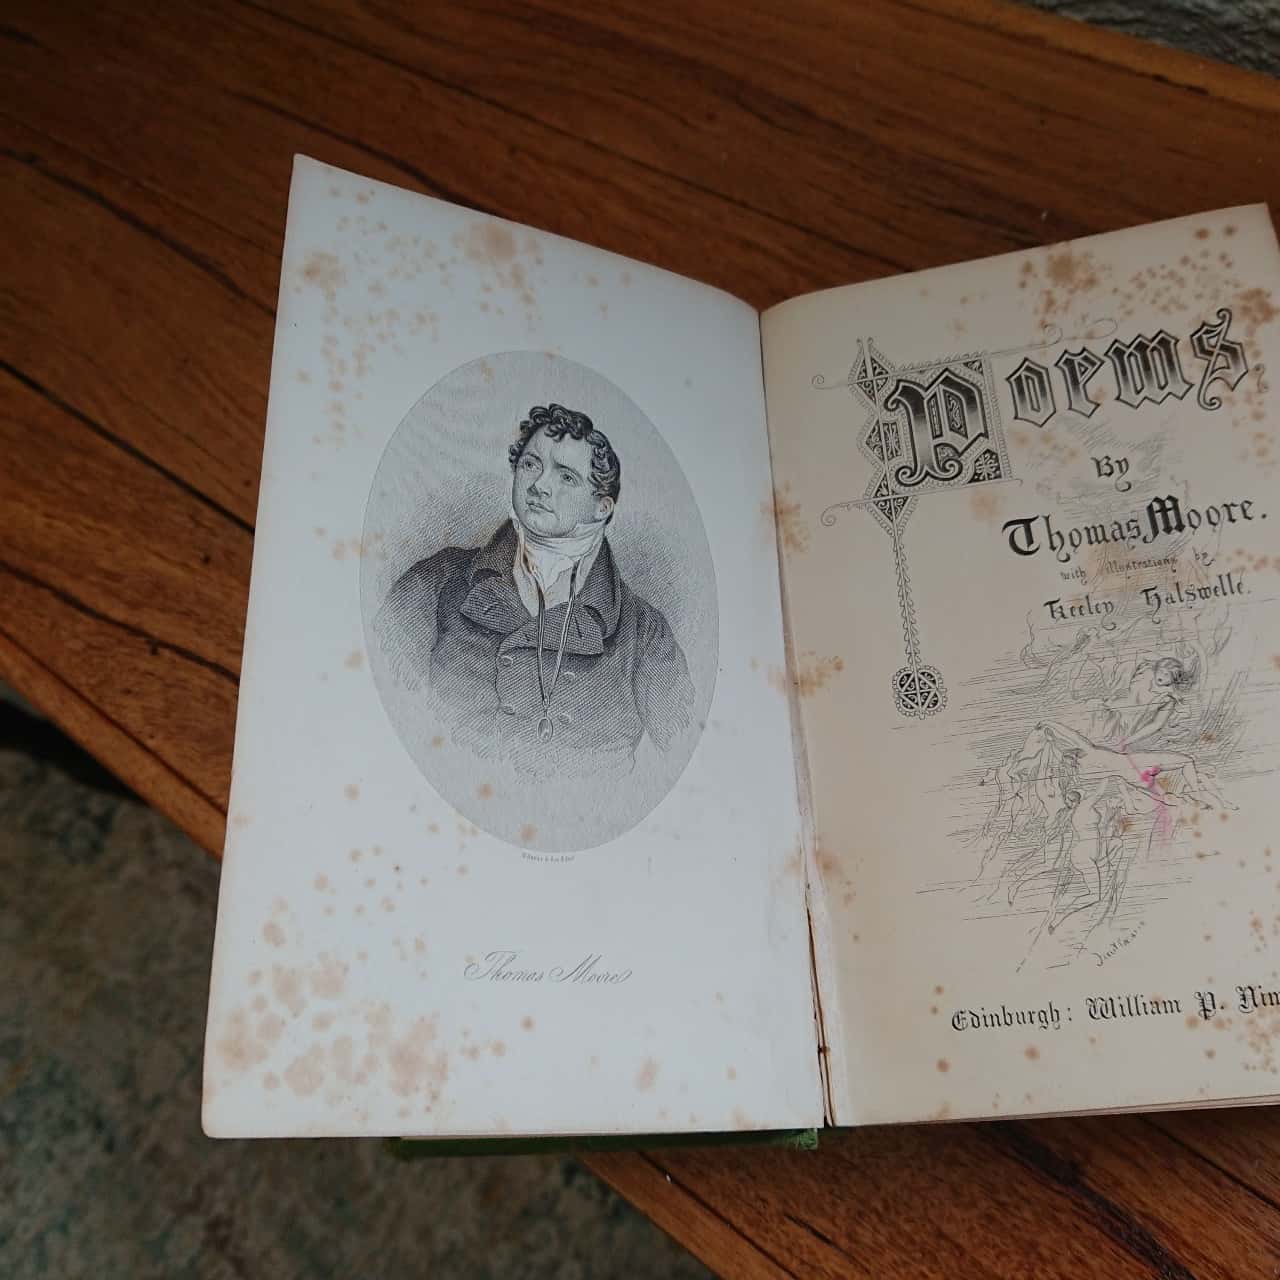 Thomas Moore
Poems
By
Thomas Moore.
with illustrations by
Keeley Halswelle.
Edinburgh: William P. Nim